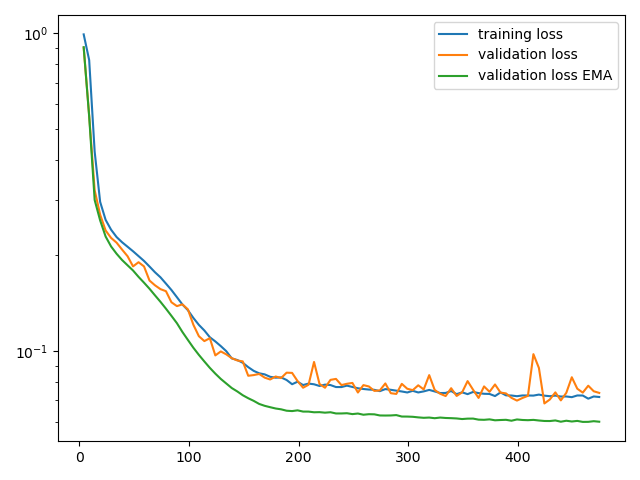 training loss
validation loss
validation loss EMA
10⁰
10⁻¹
0 100 200 300 400